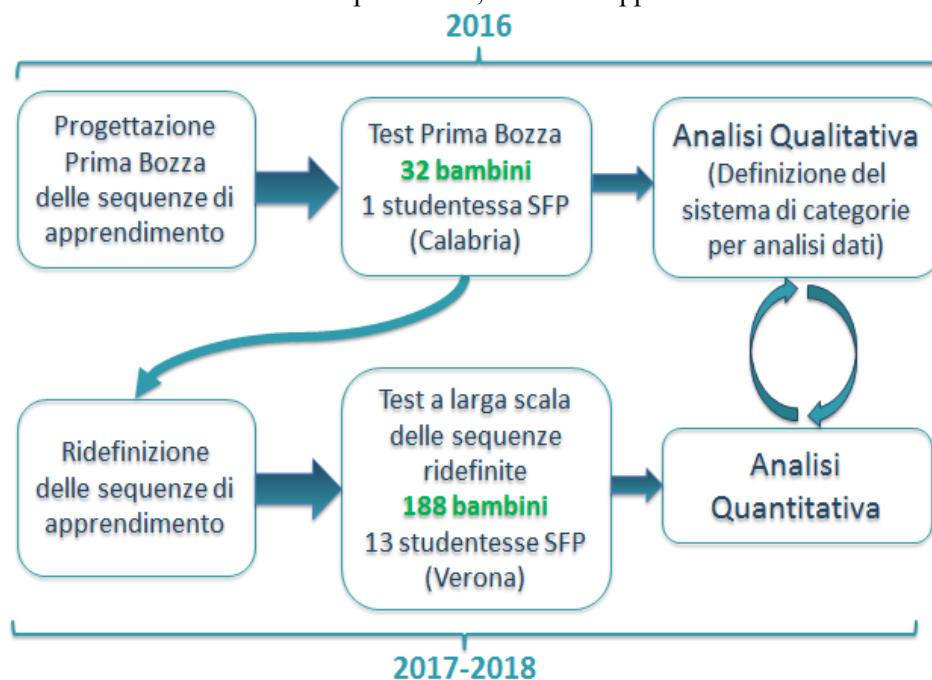 2016
Progettazione
Prima Bozza
delle sequenze di
apprendimento
Test Prima Bozza
32 bambini
1 studentessa SFP
(Calabria)
Analisi Qualitativa
(Definizione del
sistema di categorie
per analisi dati)
Ridefinizione
delle sequenze di
apprendimento
Test a larga scala
delle sequenze
ridefinite
188 bambini
13 studentesse SFP
(Verona)
Analisi
Quantitativa
2017-2018